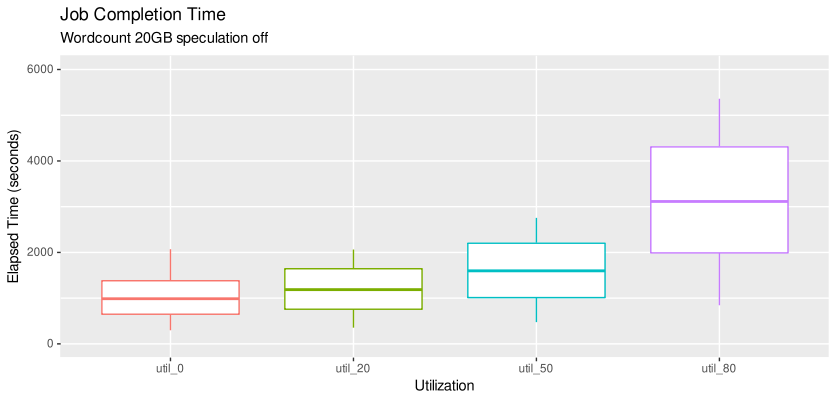 Job Completion Time
Wordcount 20GB speculation off
6000
4000
2000
0
Elapsed Time (seconds)
util_0 util_20 util_50 util_80
Utilization